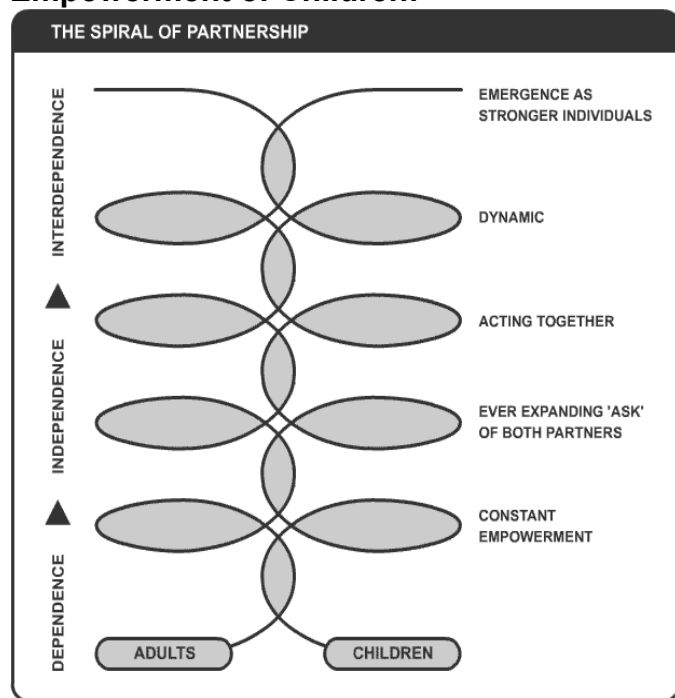 Empowerment of Children:
THE SPIRAL OF PARTNERSHIP
EMERGENCE AS
STRONGER INDIVIDUALS
INTERDEPENDENCE
DYNAMIC
ACTING TOGETHER
INDEPENDENCE
EVER EXPANDING 'ASK'
OF BOTH PARTNERS
CONSTANT
EMPOWERMENT
DEPENDENCE
ADULTS
CHILDREN